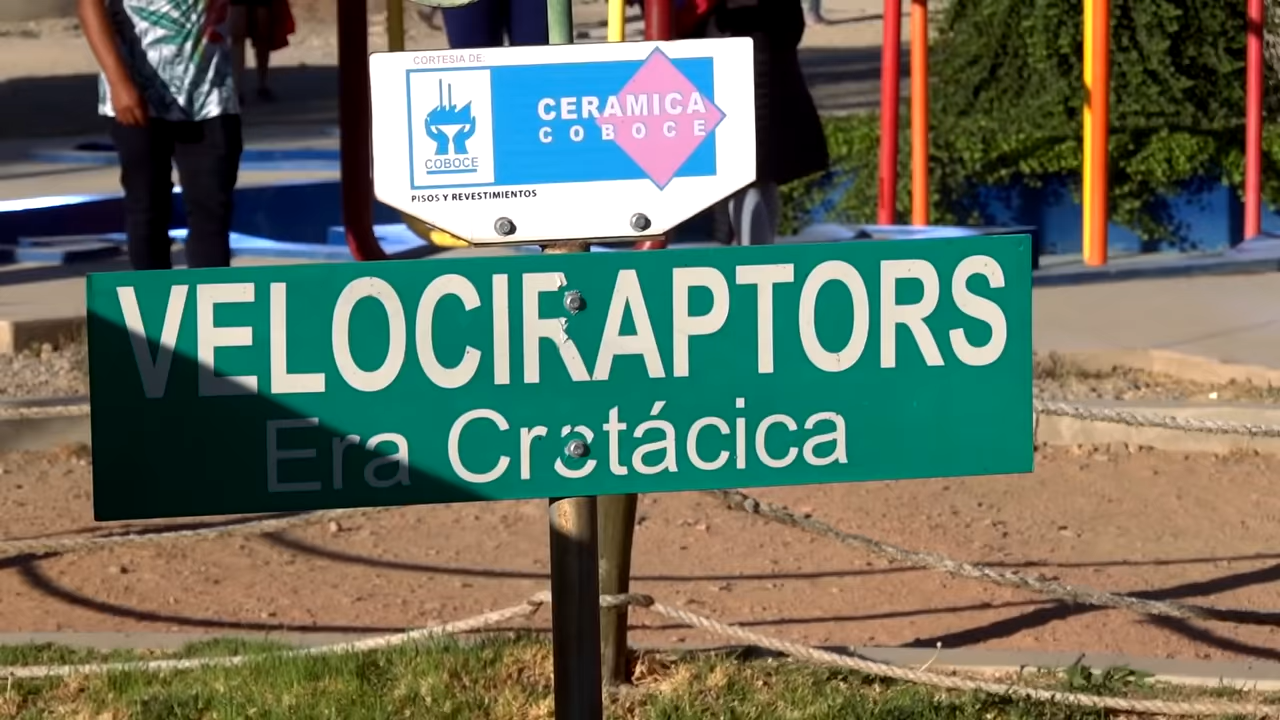 CORTESIA DE:
COBOCE
CERAMICA
COBOCE
PISOS Y REVESTIMIENTOS
VELOCIRAPTORS
Era Cretácica